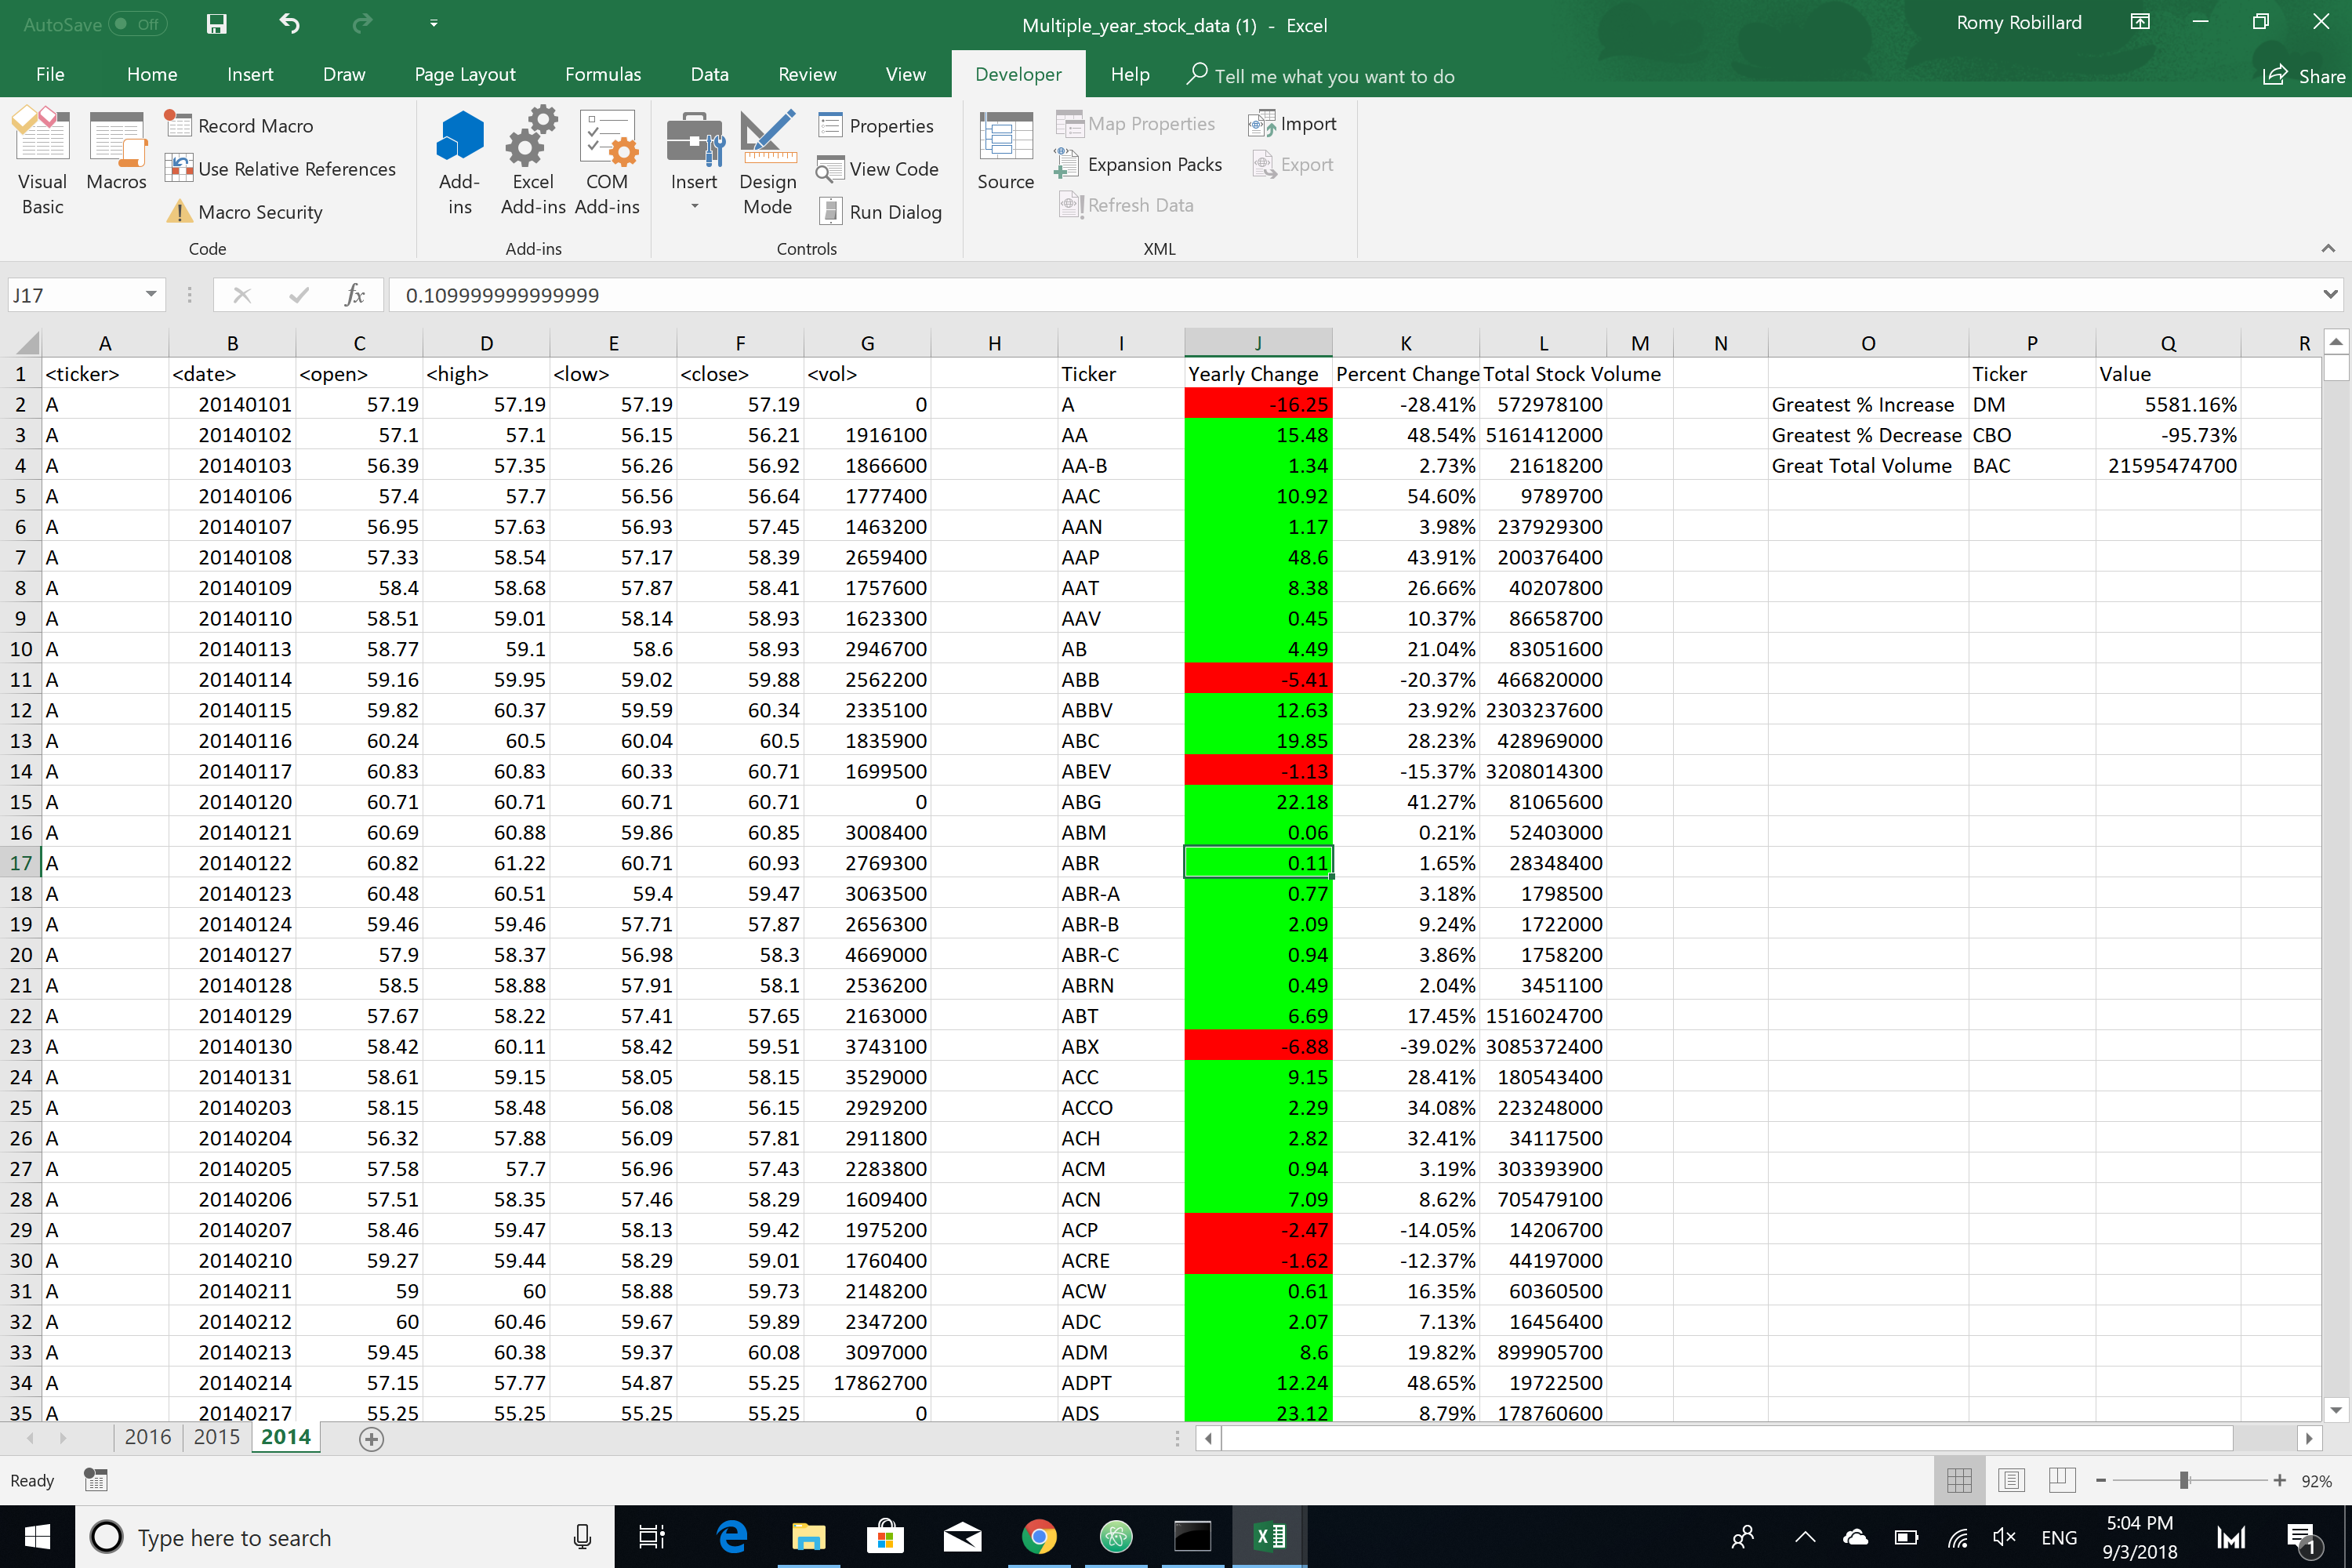 AutoSave Off
Multiple_year_stock_data (1) - Excel
Romy Robillard
File Home Insert Draw Page Layout Formulas Data Review View Developer Help Tell me what you want to do Share
Visual Basic
Macros
Record Macro
Use Relative References
Macro Security
Code
Add-ins
Excel Add-ins
COM Add-ins
Add-ins
Insert
Design Mode
Properties
View Code
Run Dialog
Controls
Source
Map Properties
Expansion Packs
Refresh Data
Import
Export
XML
J17 fx 0.109999999999999
A B C D E F G H I J K L M N O P Q R
1 <ticker> <date> <open> <high> <low> <close> <vol> Ticker Yearly Change Percent Change Total Stock Volume Ticker Value
2 A 20140101 57.19 57.19 57.19 57.19 0 A -16.25 -28.41% 572978100 Greatest % Increase DM 5581.16%
3 A 20140102 57.1 57.1 56.15 56.21 1916100 AA 15.48 48.54% 5161412000 Greatest % Decrease CBO -95.73%
4 A 20140103 56.39 57.35 56.26 56.92 1866600 AA-B 1.34 2.73% 21618200 Great Total Volume BAC 21595474700
5 A 20140106 57.4 57.7 56.56 56.64 1777400 AAC 10.92 54.60% 9789700
6 A 20140107 56.95 57.63 56.93 57.45 1463200 AAN 1.17 3.98% 237929300
7 A 20140108 57.33 58.54 57.17 58.39 2659400 AAP 48.6 43.91% 200376400
8 A 20140109 58.4 58.68 57.87 58.41 1757600 AAT 8.38 26.66% 40207800
9 A 20140110 58.51 59.01 58.14 58.93 1623300 AAV 0.45 10.37% 86658700
10 A 20140113 58.77 59.1 58.6 58.93 2946700 AB 4.49 21.04% 83051600
11 A 20140114 59.16 59.95 59.02 59.88 2562200 ABB -5.41 -20.37% 466820000
12 A 20140115 59.82 60.37 59.59 60.34 2335100 ABBV 12.63 23.92% 2303237600
13 A 20140116 60.24 60.5 60.04 60.5 1835900 ABC 19.85 28.23% 428969000
14 A 20140117 60.83 60.83 60.33 60.71 1699500 ABEV -1.13 -15.37% 3208014300
15 A 20140120 60.71 60.71 60.71 60.71 0 ABG 22.18 41.27% 81065600
16 A 20140121 60.69 60.88 59.86 60.85 3008400 ABM 0.06 0.21% 52403000
17 A 20140122 60.82 61.22 60.71 60.93 2769300 ABR 0.11 1.65% 28348400
18 A 20140123 60.48 60.51 59.4 59.47 3063500 ABR-A 0.77 3.18% 1798500
19 A 20140124 59.46 59.46 57.71 57.87 2656300 ABR-B 2.09 9.24% 1722000
20 A 20140127 57.9 58.37 56.98 58.3 4669000 ABR-C 0.94 3.86% 1758200
21 A 20140128 58.5 58.88 57.91 58.1 2536200 ABRN 0.49 2.04% 3451100
22 A 20140129 57.67 58.22 57.41 57.65 2163000 ABT 6.69 17.45% 1516024700
23 A 20140130 58.42 60.11 58.42 59.51 3743100 ABX -6.88 -39.02% 3085372400
24 A 20140131 58.61 59.15 58.05 58.15 3529000 ACC 9.15 28.41% 180543400
25 A 20140203 58.15 58.48 56.08 56.15 2929200 ACCO 2.29 34.08% 223248000
26 A 20140204 56.32 57.88 56.09 57.81 2911800 ACH 2.82 32.41% 34117500
27 A 20140205 57.58 57.7 56.96 57.43 2283800 ACM 0.94 3.19% 303393900
28 A 20140206 57.51 58.35 57.46 58.29 1609400 ACN 7.09 8.62% 705479100
29 A 20140207 58.46 59.47 58.13 59.42 1975200 ACP -2.47 -14.05% 14206700
30 A 20140210 59.27 59.44 58.29 59.01 1760400 ACRE -1.62 -12.37% 44197000
31 A 20140211 59 60 58.88 59.73 2148200 ACW 0.61 16.35% 60360500
32 A 20140212 60 60.46 59.67 59.89 2347200 ADC 2.07 7.13% 16456400
33 A 20140213 59.45 60.38 59.37 60.08 3097000 ADM 8.6 19.82% 899905700
34 A 20140214 57.15 57.77 54.87 55.25 17862700 ADPT 12.24 48.65% 19722500
35 A 20140217 55.25 55.25 55.25 55.25 0 ADS 23.12 8.79% 178760600
2016 2015 2014
Ready 92%
Type here to search
ENG
5:04 PM
9/3/2018
1